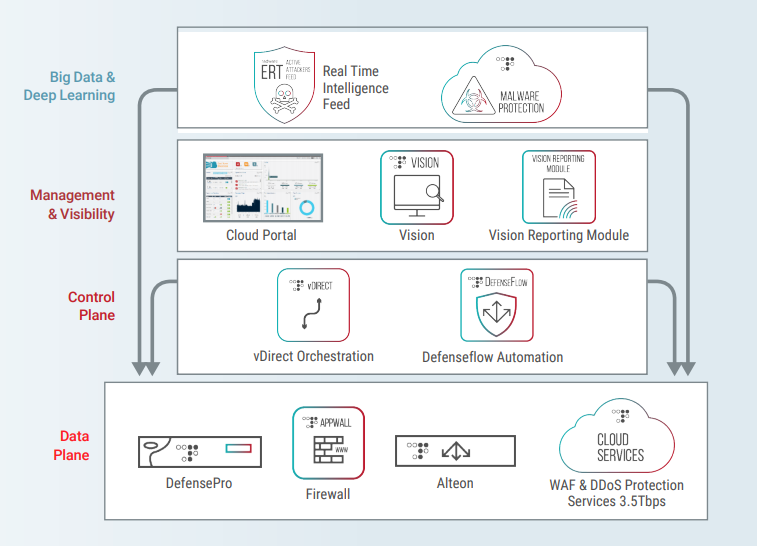 Big Data &
Deep Learning
ERT ACTIVE
ATTACKERS
FEED
Real Time
Intelligence
Feed
MALWARE
PROTECTION
Management
& Visibility
Cloud Portal
VISION
Vision
VISION REPORTING
MODULE
Vision Reporting Module
Control
Plane
vDIRECT
vDirect Orchestration
DEFENSEFLOW
Defenseflow Automation
Data
Plane
DefensePro
APPWALL
WWW
Firewall
Alteon
CLOUD
SERVICES
WAF & DDoS Protection
Services 3.5Tbps